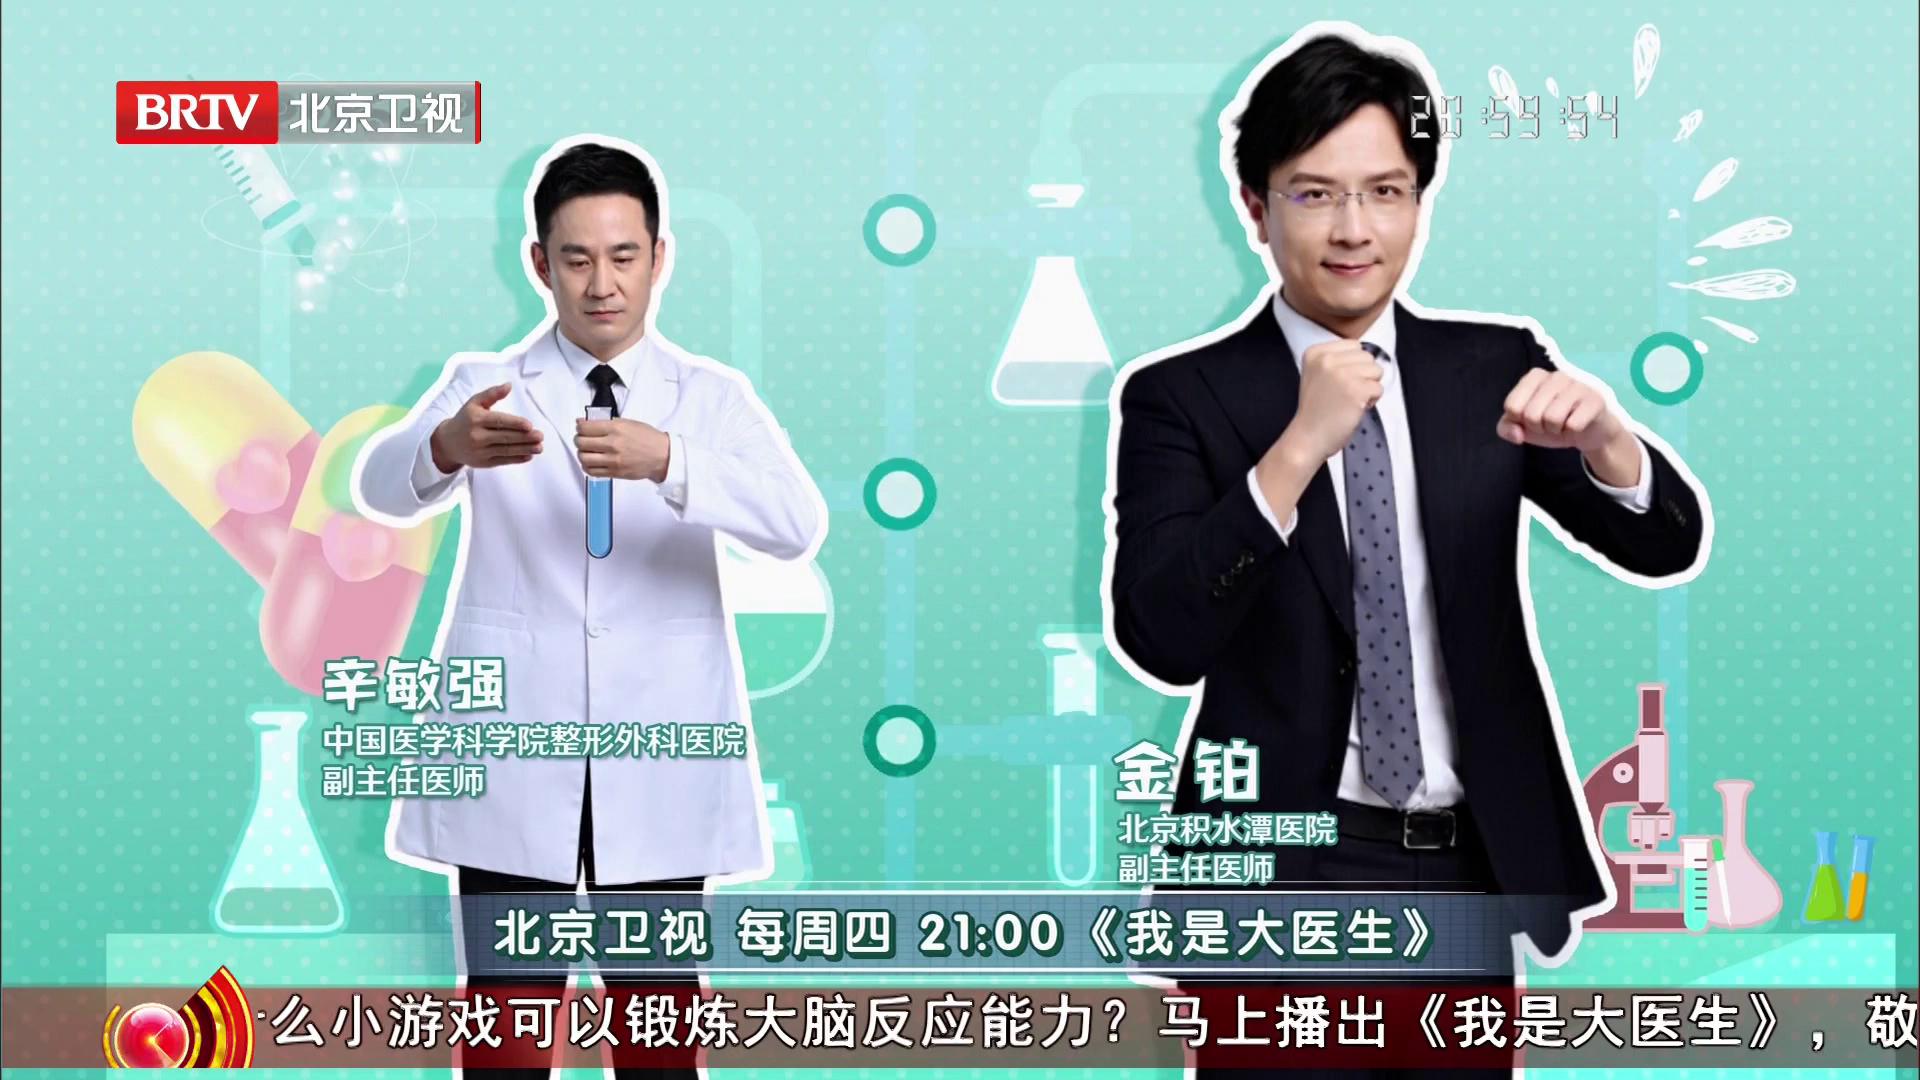 BRTV 北京卫视
20:59:54
辛敏强
中国医学科学院整形外科医院
副主任医师
金铂
北京积水潭医院
副主任医师
北京卫视 每周四 21:00《我是大医生》
么小游戏可以锻炼大脑反应能力？马上播出《我是大医生》，敬